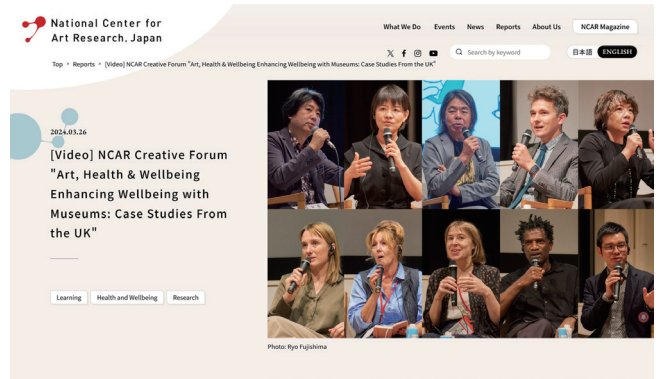 National Center for
Art Research, Japan
What We Do Events News Reports About Us NCAR Magazine
Search by keyword 日本語 ENGLISH
Top • Reports • [Video] NCAR Creative Forum "Art, Health & Wellbeing Enhancing Wellbeing with Museums: Case Studies From the UK"
2024.03.26
[Video] NCAR Creative Forum
"Art, Health & Wellbeing
Enhancing Wellbeing with
Museums: Case Studies From
the UK"
Learning Health and Wellbeing Research
Photo: Ryo Fujishima